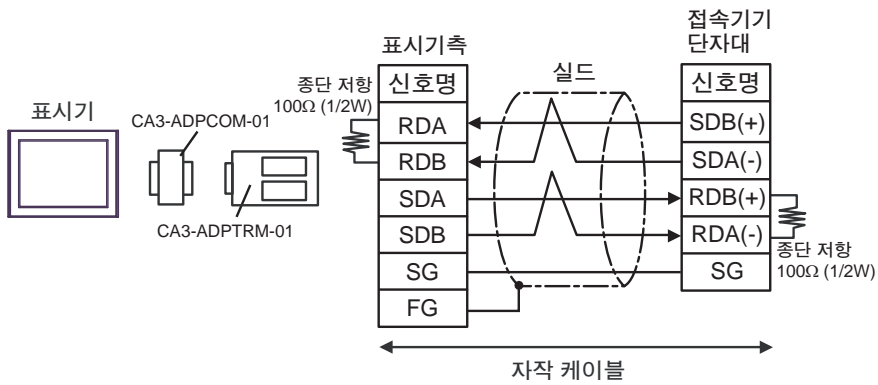 표시기
CA3-ADPCOM-01
CA3-ADPTRM-01
종단 저항
100Ω (1/2W)
표시기측
신호명
RDA
RDB
SDA
SDB
SG
FG
실드
접속기기
단자대
신호명
SDB(+)
SDA(-)
RDB(+)
RDA(-)
SG
종단 저항
100Ω (1/2W)
자작 케이블